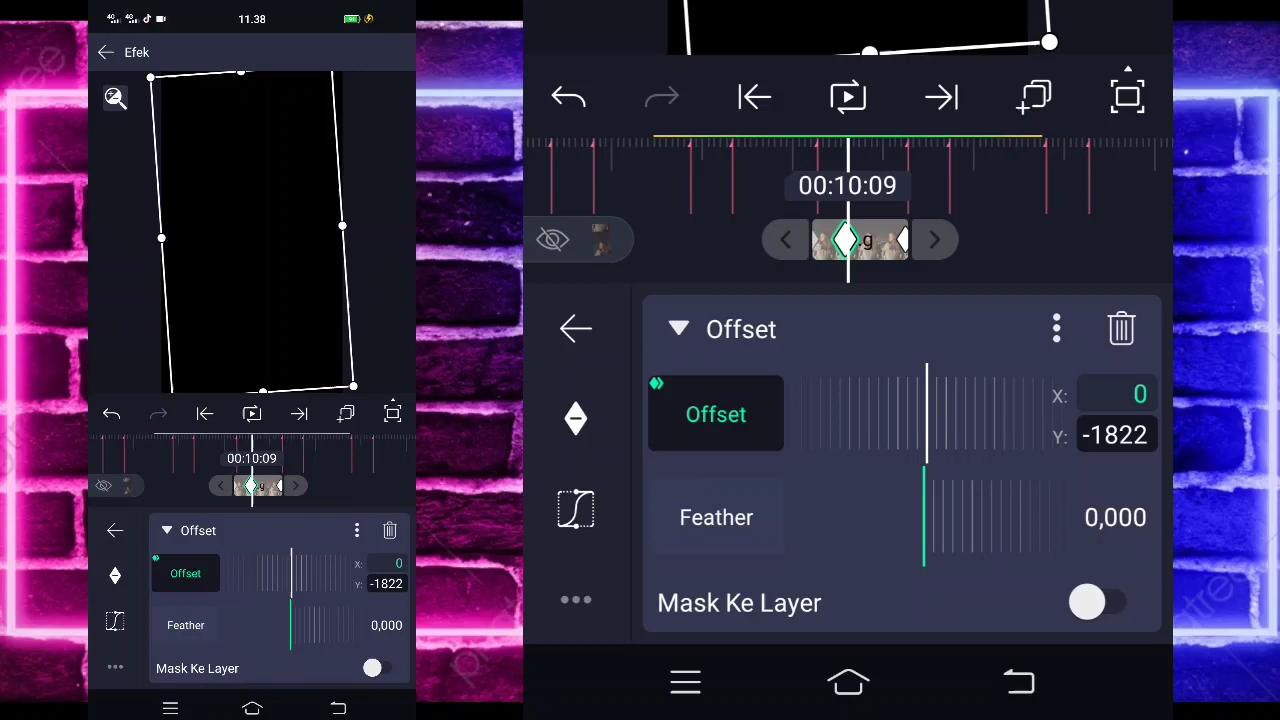 11.38
Efek
00:10:09
.g
Offset
Offset
X: 0
Y: -1822
Feather
0,000
Mask Ke Layer
00:10:09
g
Offset
Offset
X: 0
Y: -1822
Feather
0,000
Mask Ke Layer